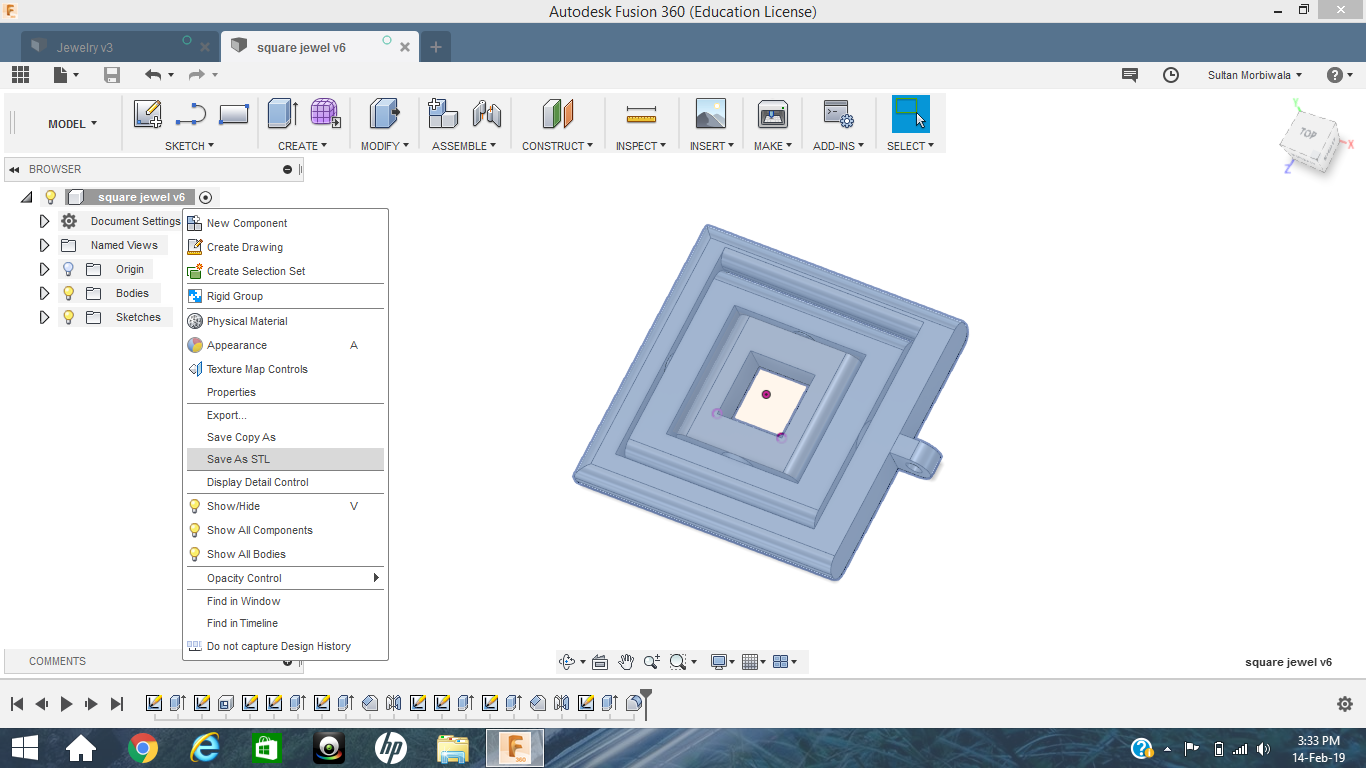 Autodesk Fusion 360 (Education License)
Jewelry v3
square jewel v6
Sultan Morbiwala
MODEL
SKETCH
CREATE
MODIFY
ASSEMBLE
CONSTRUCT
INSPECT
INSERT
MAKE
ADD-INS
SELECT
TOP
X
Y
Z
BROWSER
square jewel v6
Document Settings
Named Views
Origin
Bodies
Sketches
New Component
Create Drawing
Create Selection Set
Rigid Group
Physical Material
Appearance A
Texture Map Controls
Properties
Export...
Save Copy As
Save As STL
Display Detail Control
Show/Hide V
Show All Components
Show All Bodies
Opacity Control
Find in Window
Find in Timeline
Do not capture Design History
COMMENTS
square jewel v6
hp
F
360
3:33 PM
14-Feb-19